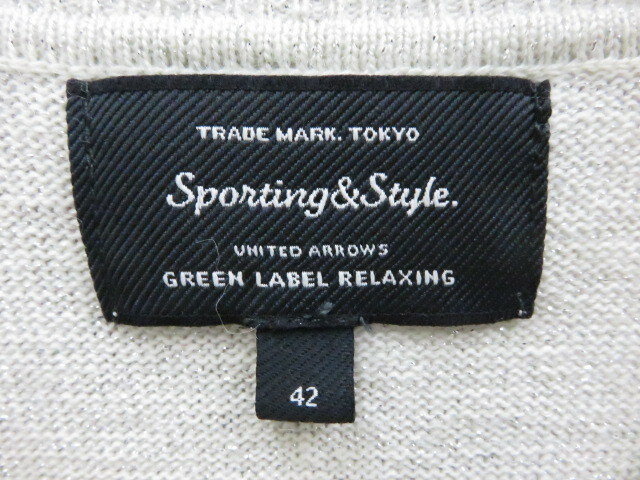 TRADE MARK. TOKYO
Sporting&Style.
UNITED ARROWS
GREEN LABEL RELAXING
42